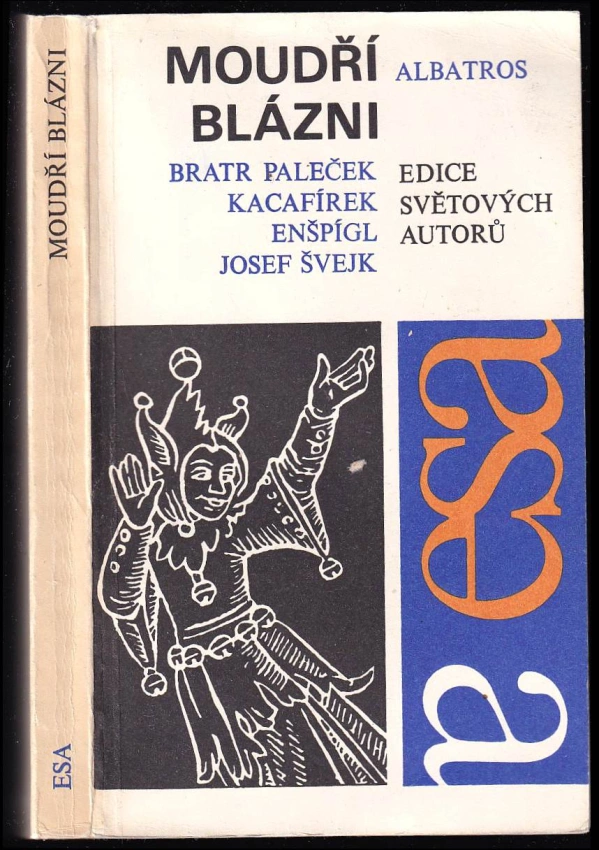 MOUDŘÍ BLÁZNI
ESA
MOUDŘÍ
BLÁZNI
BRATR PALEČEK
KACAFÍREK
ENŠPÍGL
JOSEF ŠVEJK
ALBATROS
EDICE
SVĚTOVÝCH
AUTORŮ
esa
a